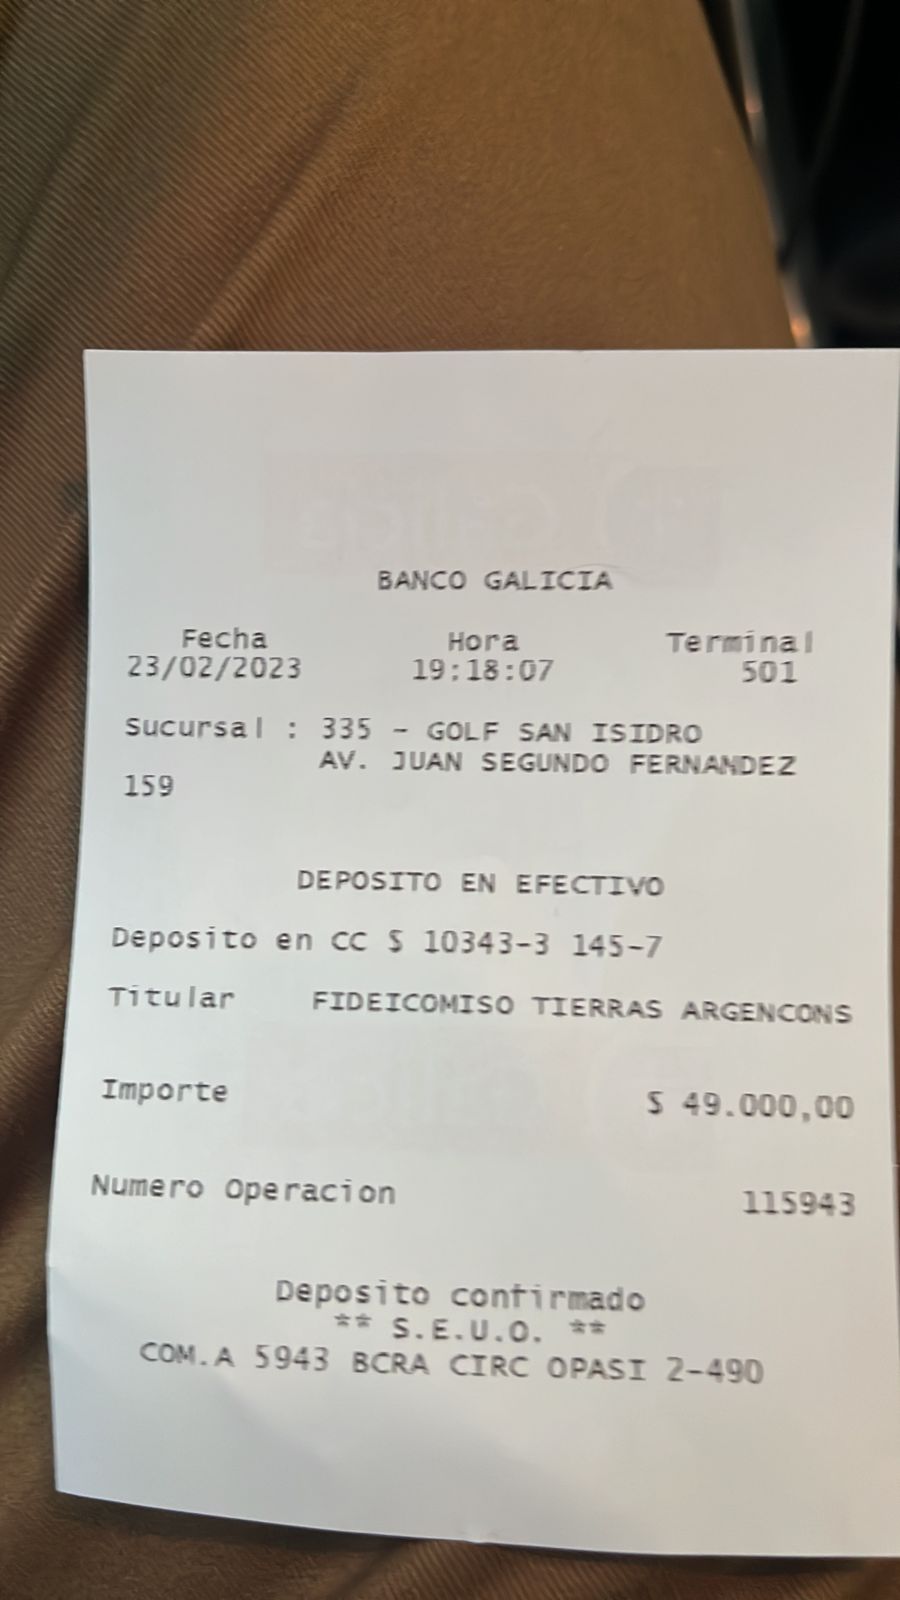 BANCO GALICIA
Fecha Hora Terminal
23/02/2023 19:18:07 501
Sucursal : 335 - GOLF SAN ISIDRO
AV. JUAN SEGUNDO FERNANDEZ
159
DEPOSITO EN EFECTIVO
Deposito en CC $ 10343-3 145-7
Titular FIDEICOMISO TIERRAS ARGENCONS
Importe $ 49.000,00
Numero Operacion 115943
Deposito confirmado
** S.E.U.O. **
COM.A 5943 BCRA CIRC OPASI 2-490